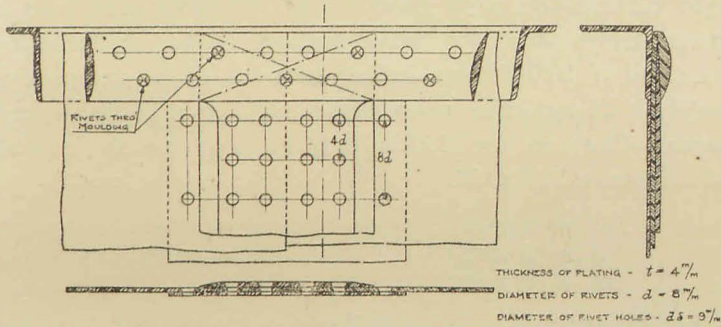 RIVETS THRO
MOULDING
4d
8d
THICKNESS OF PLATING - t = 4 m/m
DIAMETER OF RIVETS - d = 8 m/m
DIAMETER OF RIVET HOLES - dδ = 9 m/m